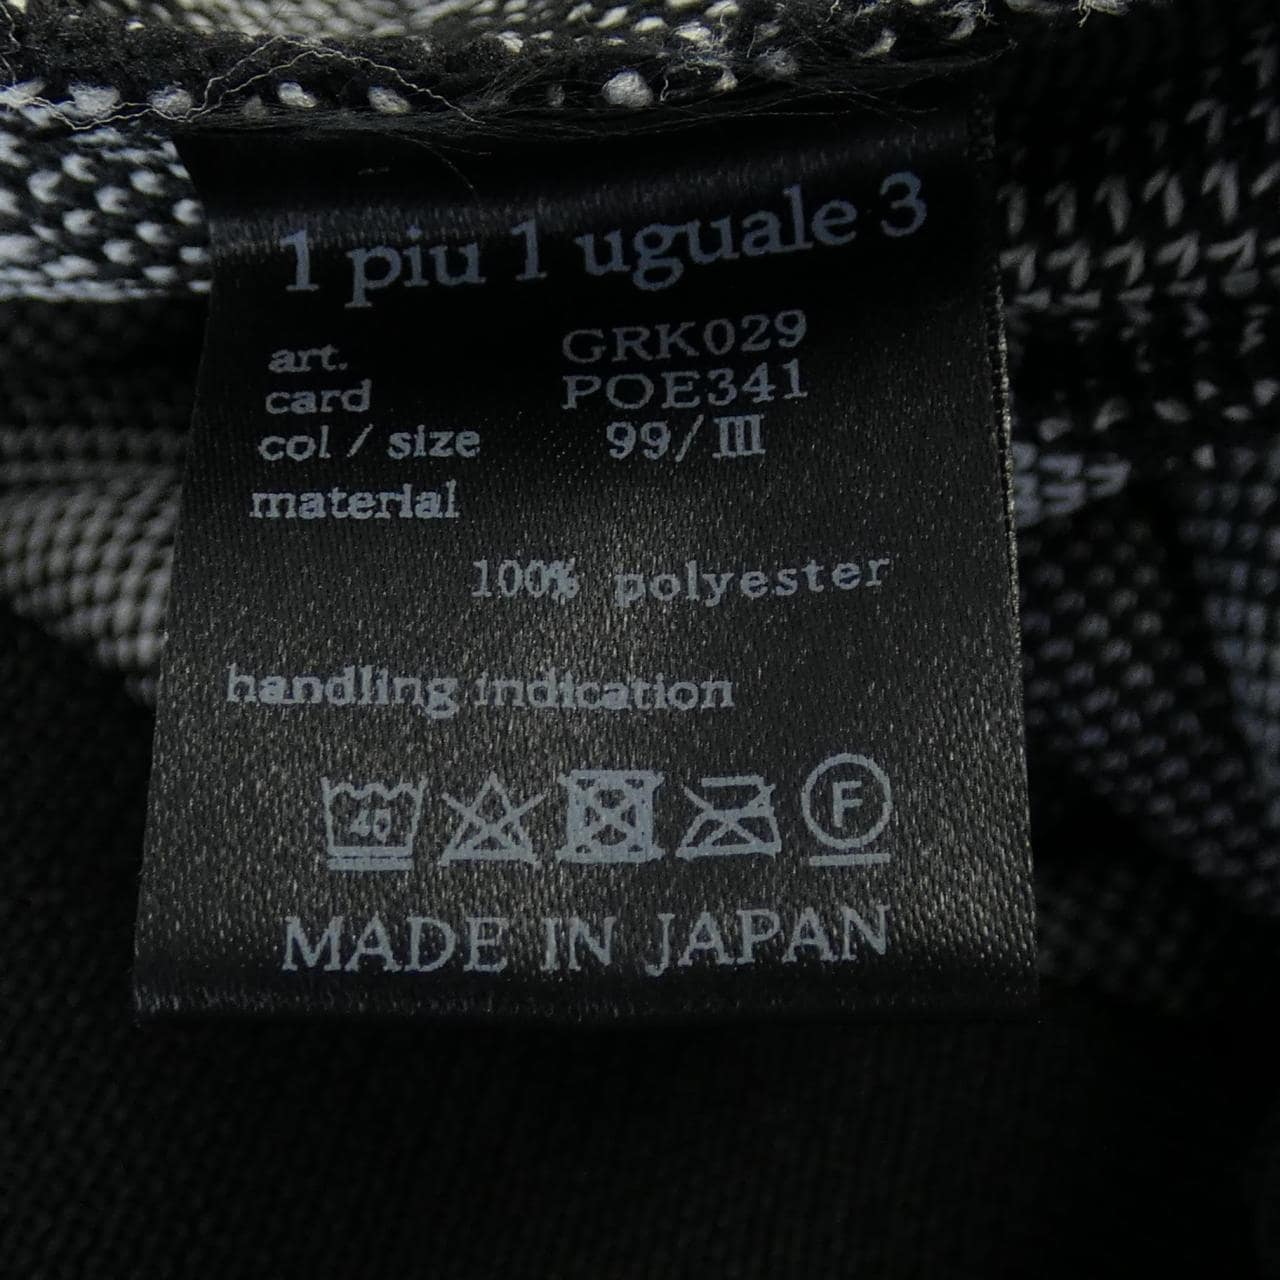 1 piu 1 uguale 3
art. GRK029
card POE341
col / size 99/Ⅲ
material
100% polyester
handling indication
40 F
MADE IN JAPAN